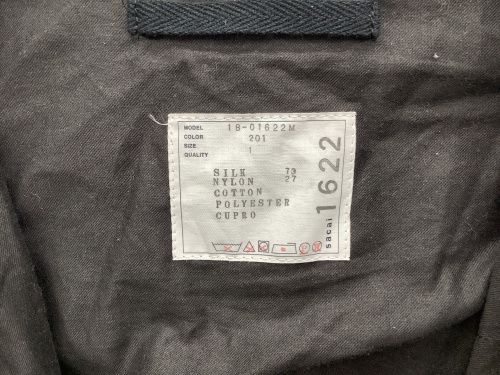 MODEL 18-01622M
COLOR 201
SIZE 1
QUALITY
SILK 73
NYLON 27
COTTON
POLYESTER
CUPRO
sacai 1622